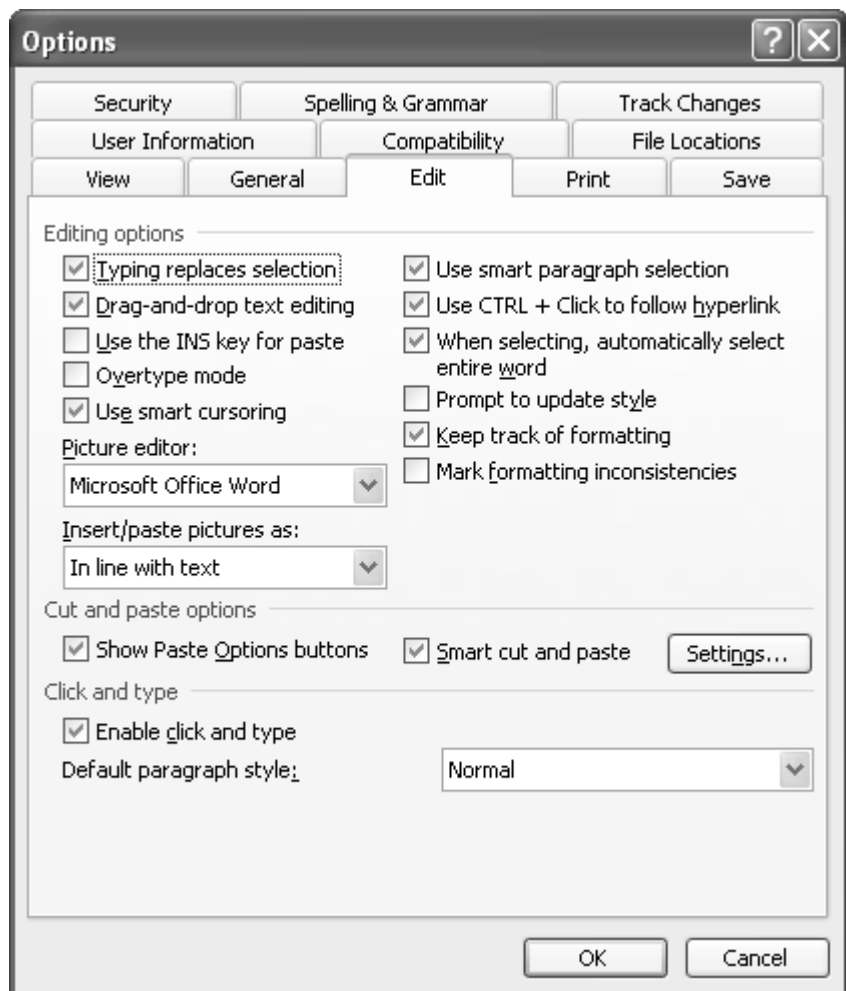 Options
Security Spelling & Grammar Track Changes
User Information Compatibility File Locations
View General Edit Print Save
Editing options
Typing replaces selection
Drag-and-drop text editing
Use the INS key for paste
Overtype mode
Use smart cursoring
Picture editor:
Microsoft Office Word
Insert/paste pictures as:
In line with text
Use smart paragraph selection
Use CTRL + Click to follow hyperlink
When selecting, automatically select
entire word
Prompt to update style
Keep track of formatting
Mark formatting inconsistencies
Cut and paste options
Show Paste Options buttons Smart cut and paste Settings...
Click and type
Enable click and type
Default paragraph style: Normal
OK Cancel